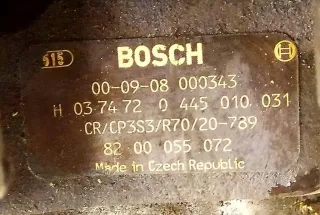 515 BOSCH
00-09-08 000343
H 03 74 72 0 445 010 031
CR/CP3S3/R70/20-789
82 00 055 072
Made in Czech Republic